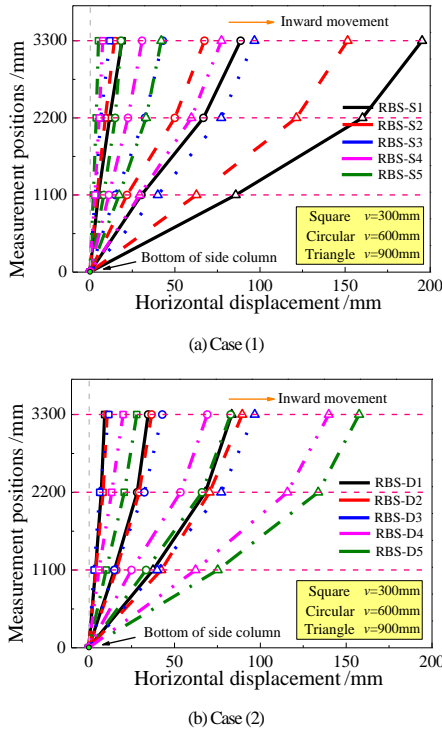 Inward movement
3300
2200
1100
0
Measurement positions /mm
RBS-S1
RBS-S2
RBS-S3
RBS-S4
RBS-S5
Square v=300mm
Circular v=600mm
Triangle v=900mm
Bottom of side column
0 50 100 150 200
Horizontal displacement /mm
(a) Case (1)
Inward movement
3300
2200
1100
0
Measurement positions /mm
RBS-D1
RBS-D2
RBS-D3
RBS-D4
RBS-D5
Square v=300mm
Circular v=600mm
Triangle v=900mm
Bottom of side column
0 50 100 150 200
Horizontal displacement /mm
(b) Case (2)